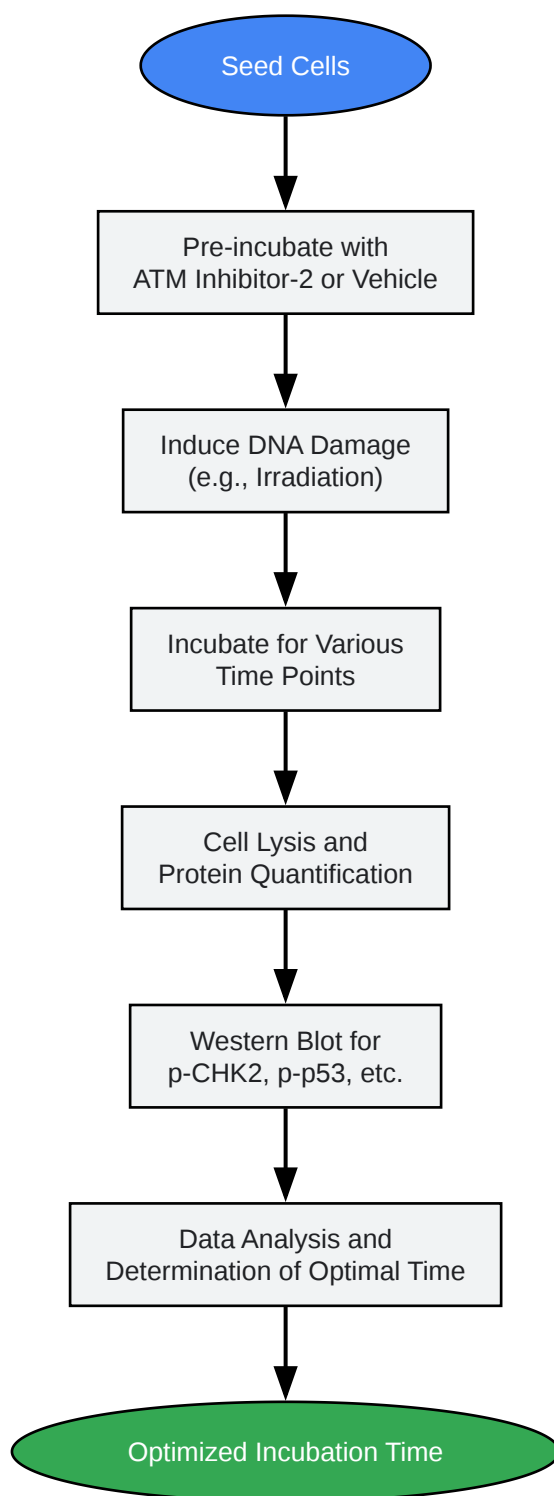 Seed Cells
Pre-incubate with
ATM Inhibitor-2 or Vehicle
Induce DNA Damage
(e.g., Irradiation)
Incubate for Various
Time Points
Cell Lysis and
Protein Quantification
Western Blot for
p-CHK2, p-p53, etc.
Data Analysis and
Determination of Optimal Time
Optimized Incubation Time